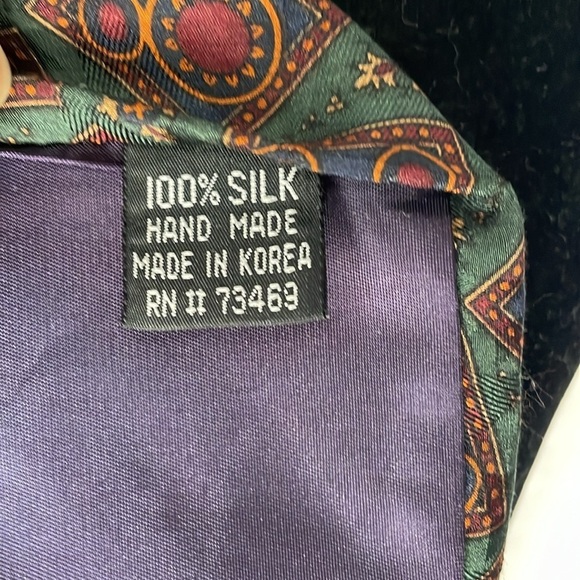 100% SILK
HAND MADE
MADE IN KOREA
RN # 73469